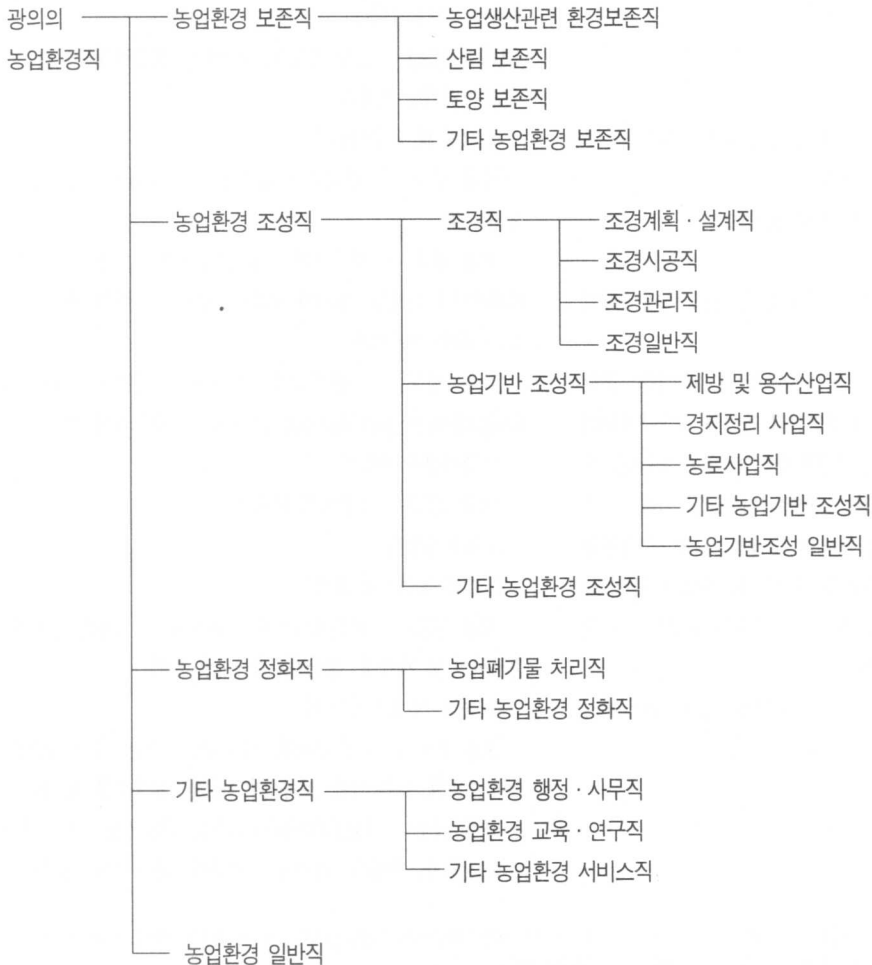 광의의 농업환경 보존직 농업생산관련 환경보존직
농업환경직 산림 보존직
토양 보존직
기타 농업환경 보존직
농업환경 조성직 조경직 조경계획 · 설계직
조경시공직
조경관리직
조경일반직
농업기반 조성직 제방 및 용수산업직
경지정리 사업직
농로사업직
기타 농업기반 조성직
농업기반조성 일반직
기타 농업환경 조성직
농업환경 정화직 농업폐기물 처리직
기타 농업환경 정화직
기타 농업환경직 농업환경 행정 · 사무직
농업환경 교육 · 연구직
기타 농업환경 서비스직
농업환경 일반직